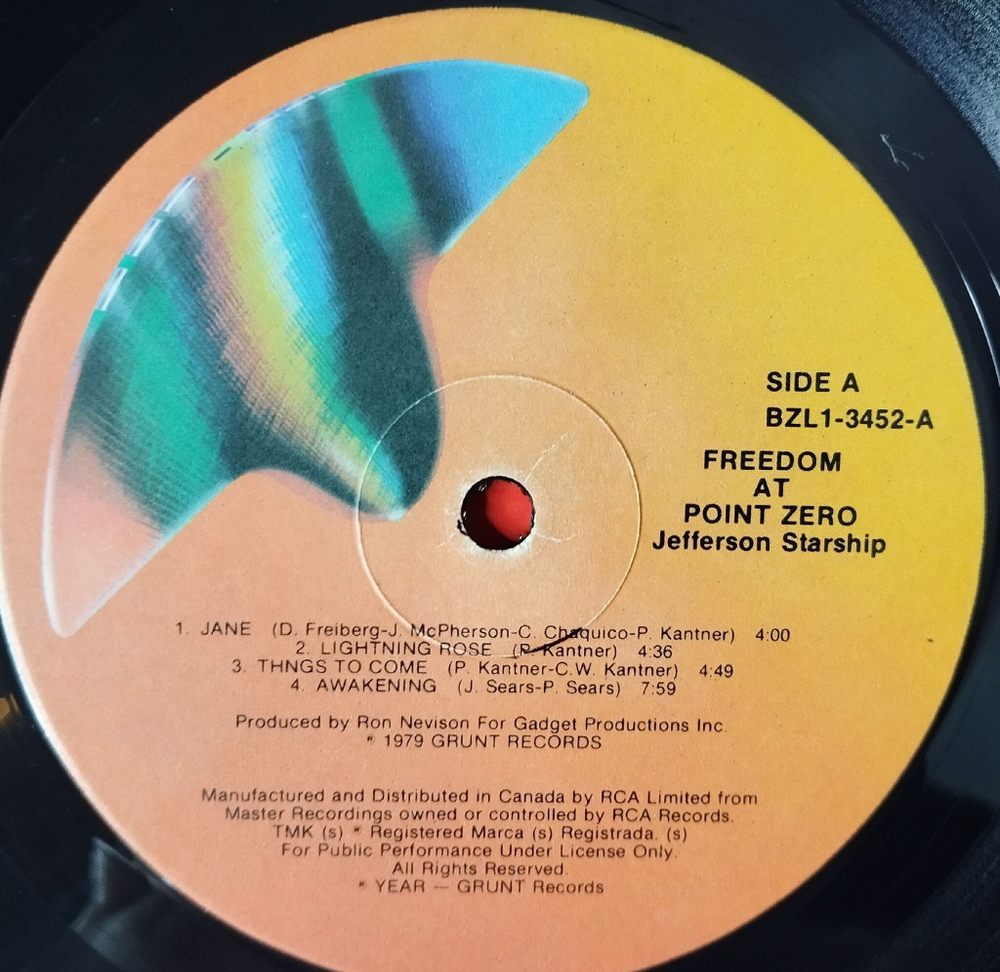 SIDE A
BZL1-3452-A
FREEDOM
AT
POINT ZERO
Jefferson Starship
1. JANE (D. Freiberg-J. McPherson-C. Chaquico-P. Kantner) 4:00
2. LIGHTNING ROSE (P. Kantner) 4:36
3. THNGS TO COME (P. Kantner-C.W. Kantner) 4:49
4. AWAKENING (J. Sears-P. Sears) 7:59
Produced by Ron Nevison For Gadget Productions Inc.
℗ 1979 GRUNT RECORDS
Manufactured and Distributed in Canada by RCA Limited from
Master Recordings owned or controlled by RCA Records.
TMK (s) ® Registered Marca (s) Registrada. (s)
For Public Performance Under License Only.
All Rights Reserved.
℗ YEAR — GRUNT Records